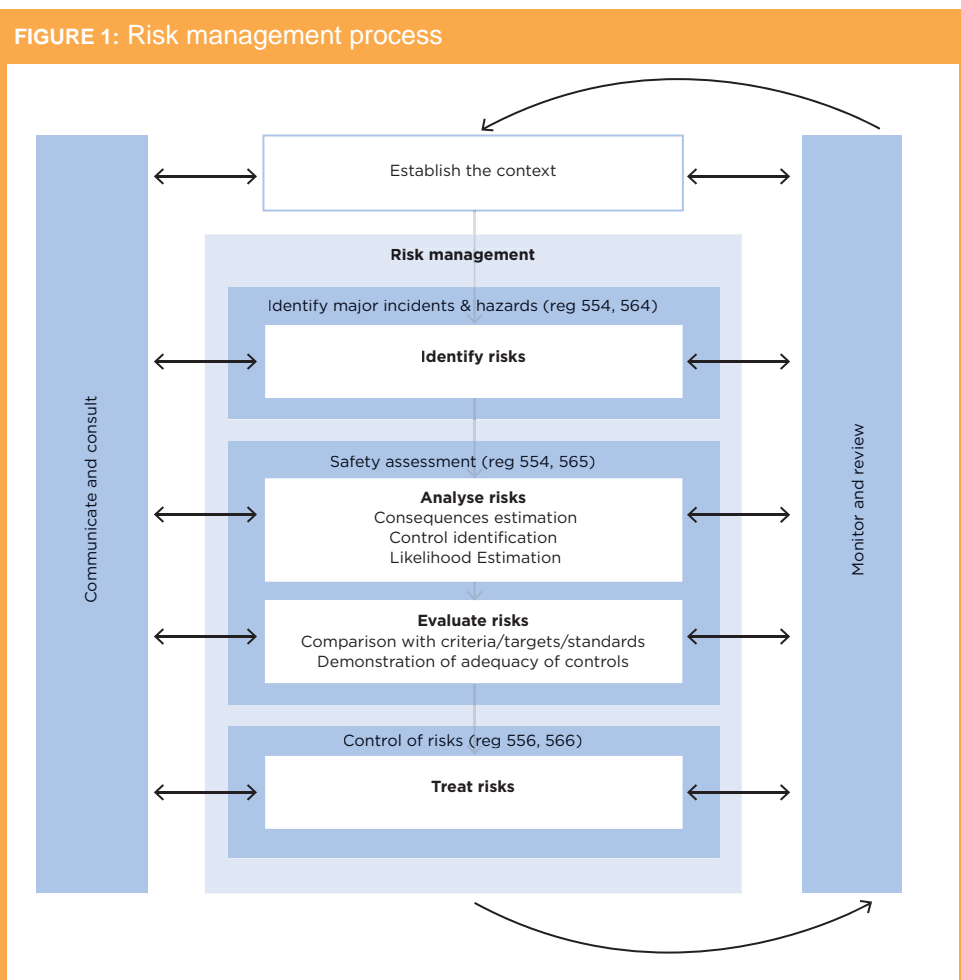 FIGURE 1: Risk management process
Establish the context
Risk management
Identify major incidents & hazards (reg 554, 564)
Identify risks
Communicate and consult
Monitor and review
Safety assessment (reg 554, 565)
Analyse risks
Consequences estimation
Control identification
Likelihood Estimation
Evaluate risks
Comparison with criteria/targets/standards
Demonstration of adequacy of controls
Control of risks (reg 556, 566)
Treat risks